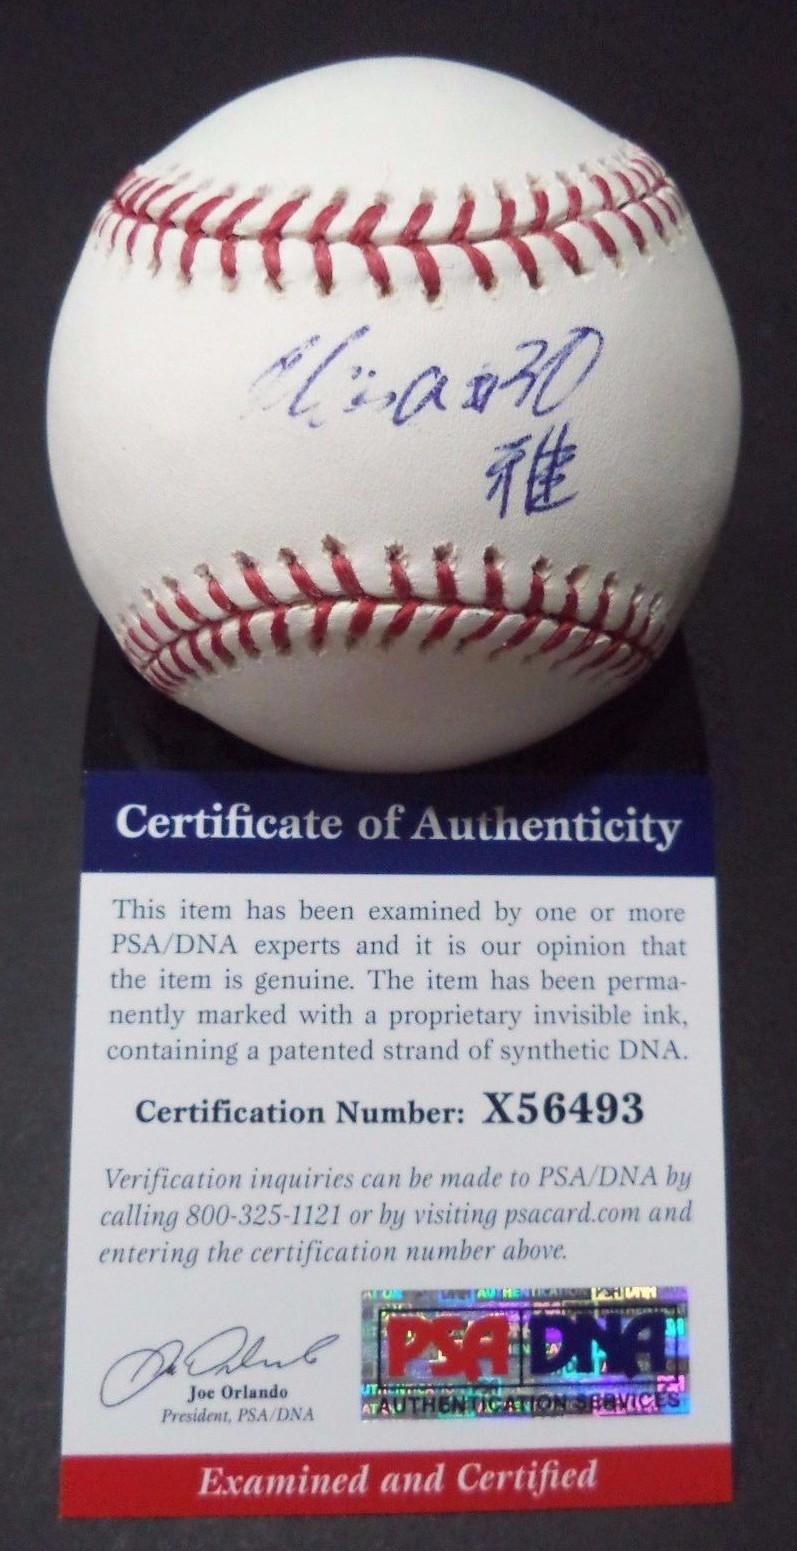 #30
雅
Certificate of Authenticity
This item has been examined by one or more
PSA/DNA experts and it is our opinion that
the item is genuine. The item has been perma-
nently marked with a proprietary invisible ink,
containing a patented strand of synthetic DNA.
Certification Number: X56493
Verification inquiries can be made to PSA/DNA by
calling 800-325-1121 or by visiting psacard.com and
entering the certification number above.
PSA DNA
AUTHENTICATION SERVICES
Joe Orlando
President, PSA/DNA
Examined and Certified